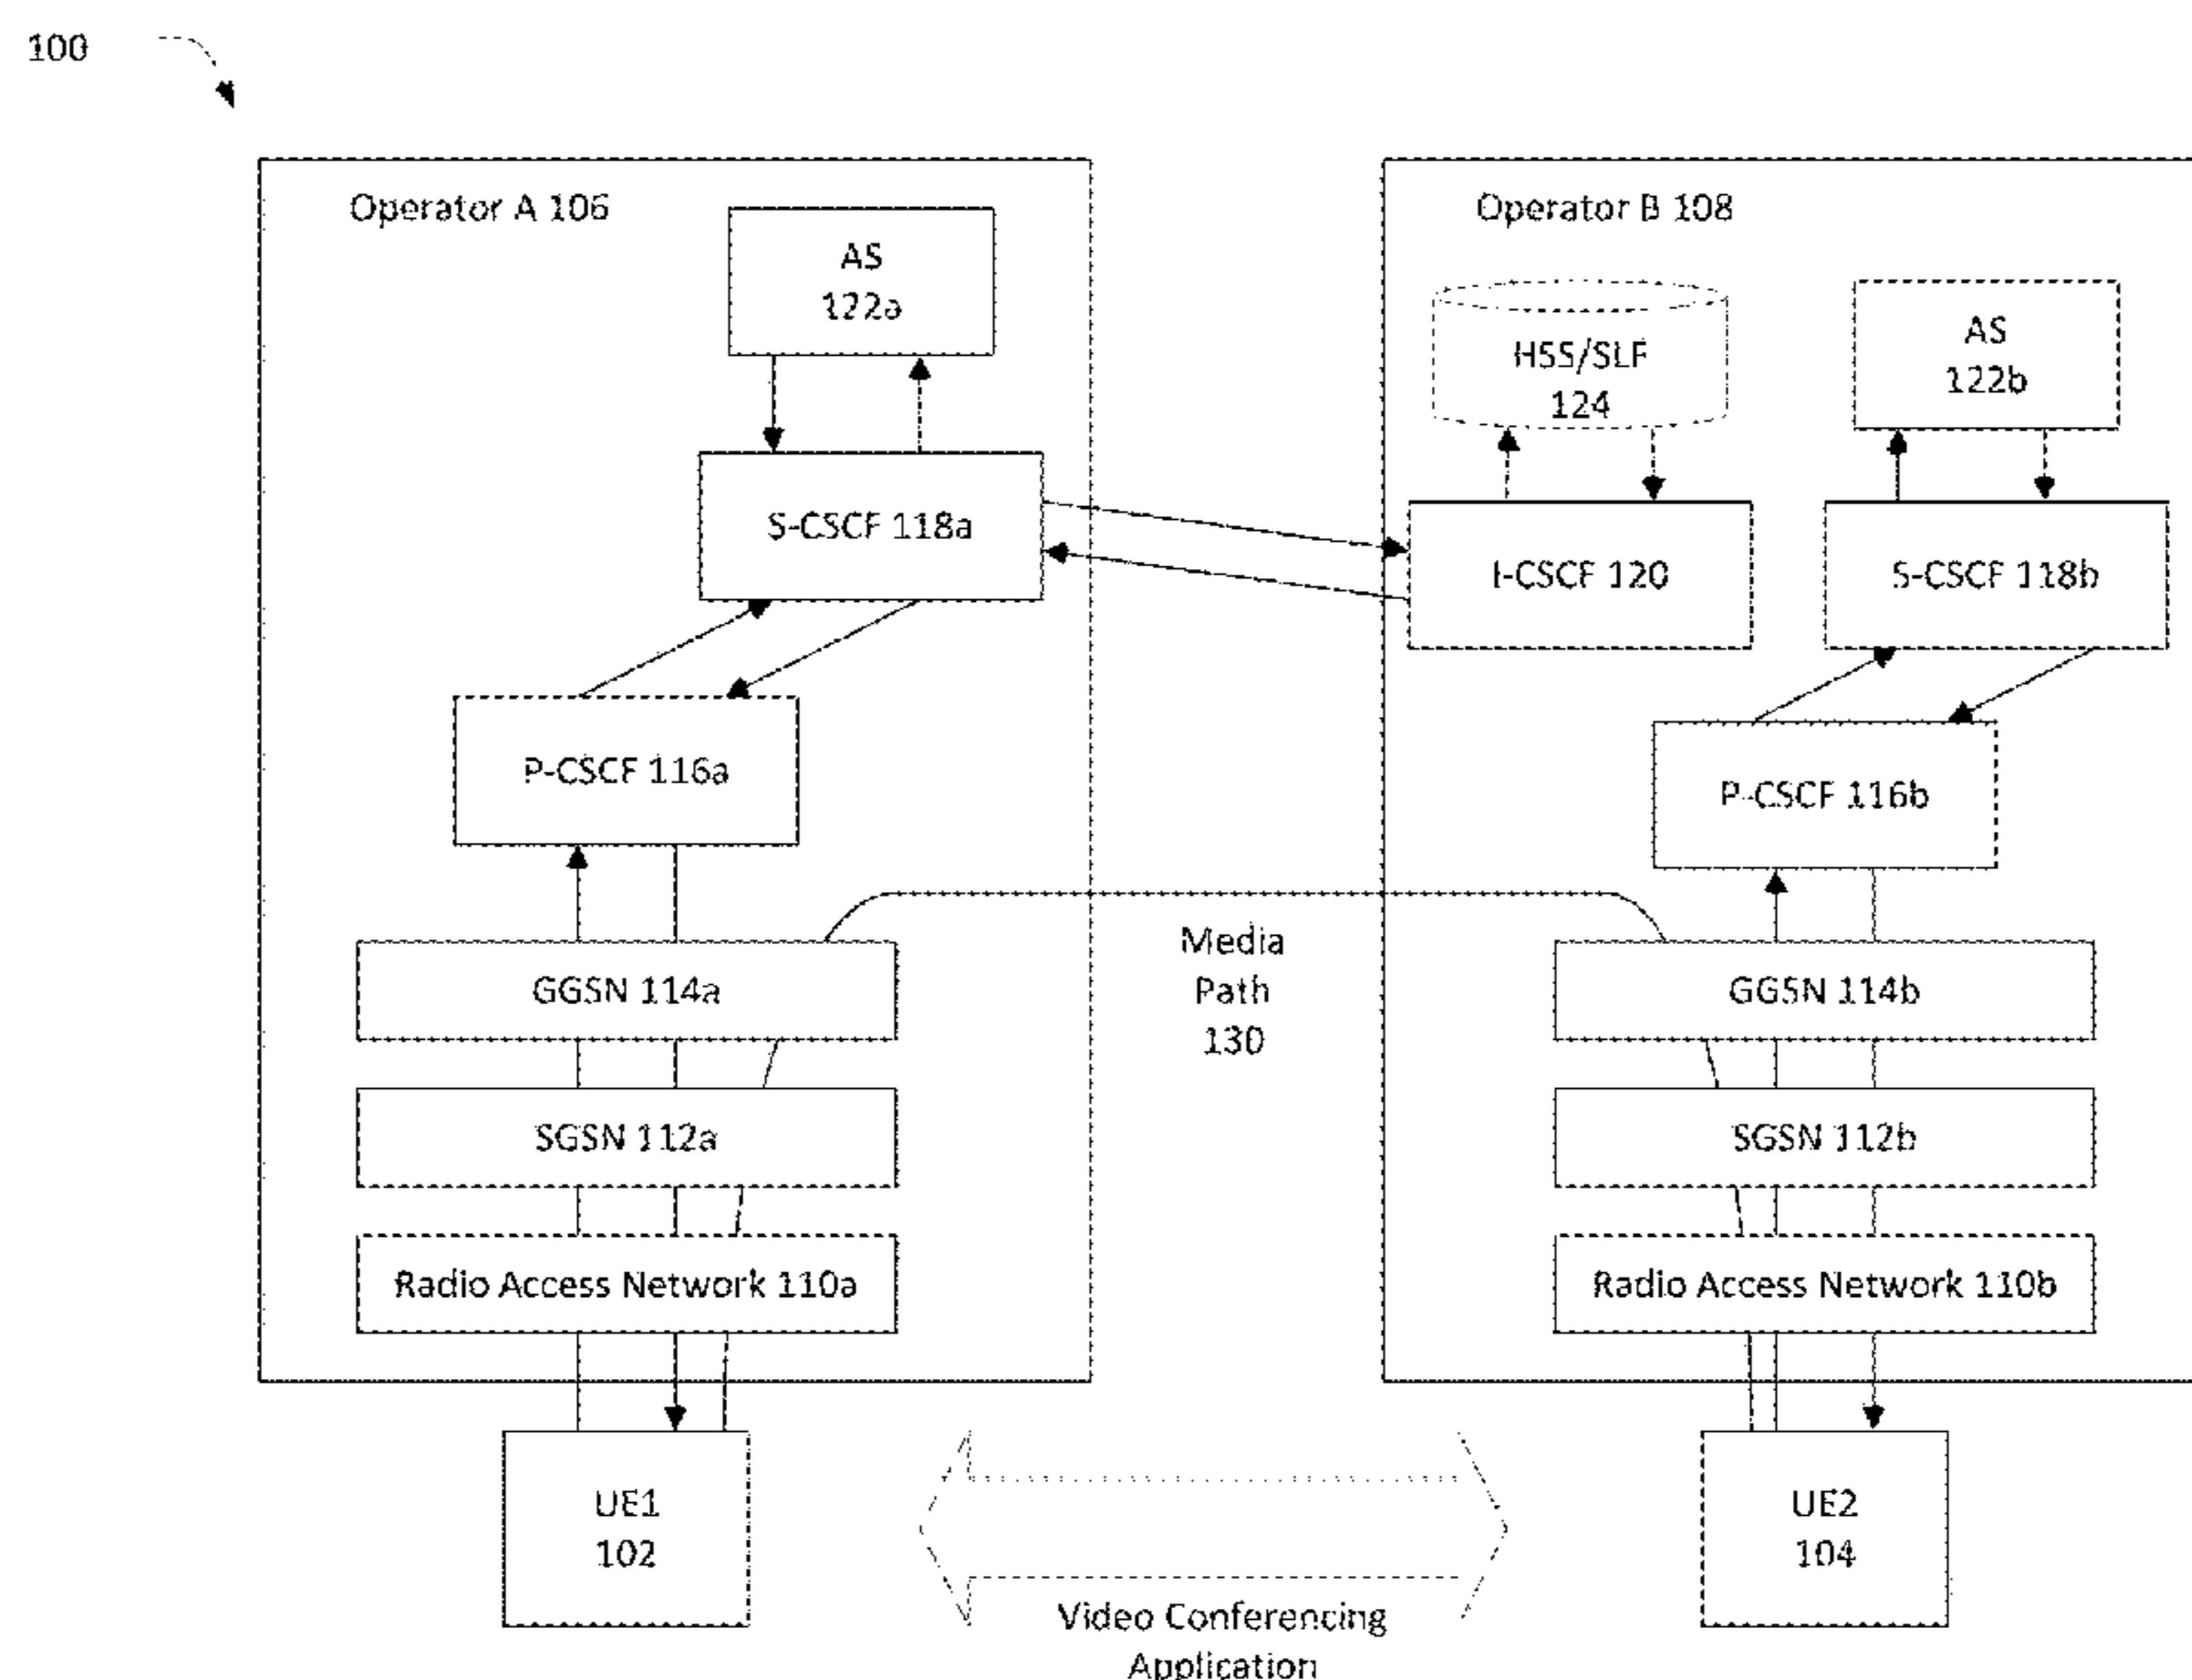 100
Operator A 106
AS
122a
S-CSCF 118a
P-CSCF 116a
GGSN 114a
SGSN 112a
Radio Access Network 110a
UE1
102
Operator B 108
HSS/SLF
124
AS
122b
I-CSCF 120
S-CSCF 118b
P-CSCF 116b
GGSN 114b
SGSN 112b
Radio Access Network 110b
UE2
104
Media
Path
130
Video Conferencing
Application